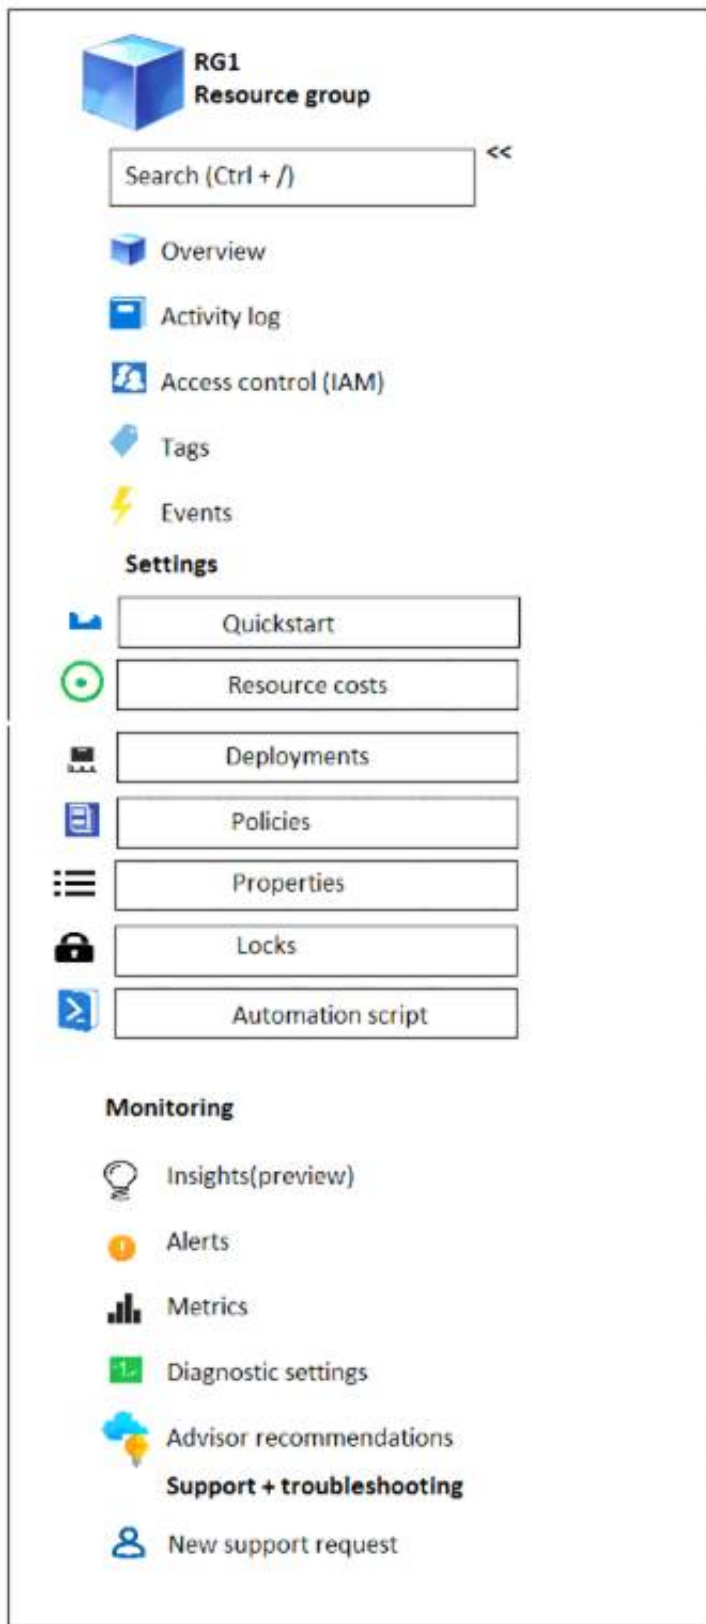 RG1
Resource group
<<
Search (Ctrl + /)
Overview
Activity log
Access control (IAM)
Tags
Events
Settings
Quickstart
Resource costs
Deployments
Policies
Properties
Locks
Automation script
Monitoring
Insights(preview)
Alerts
Metrics
Diagnostic settings
Advisor recommendations
Support + troubleshooting
New support request